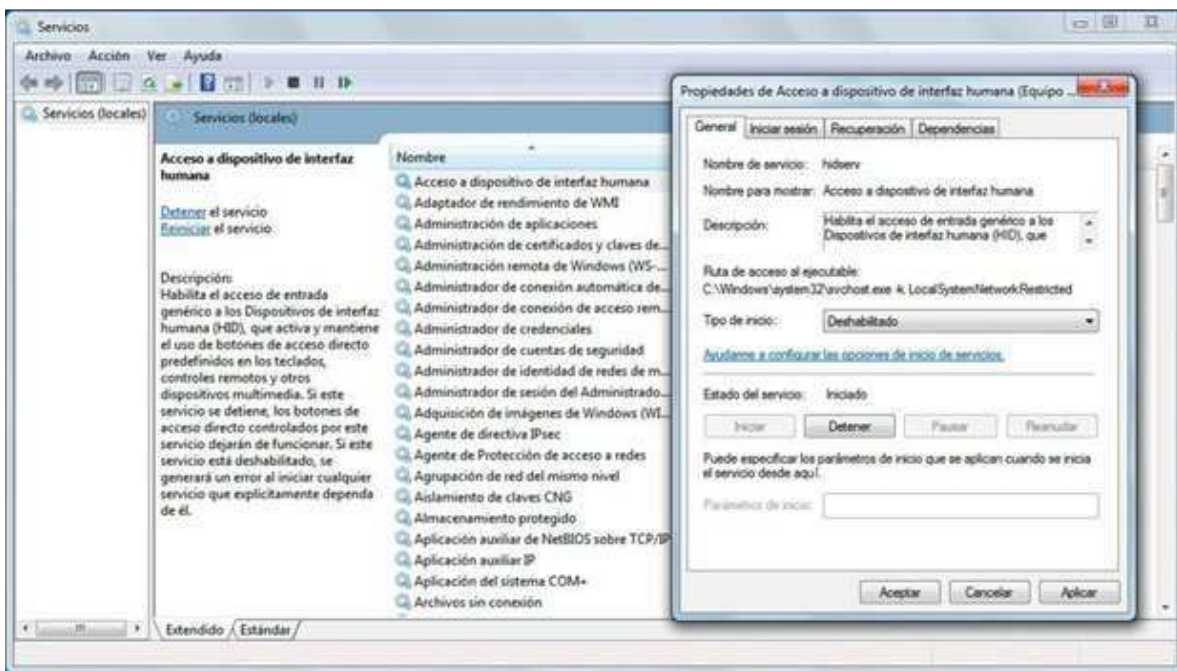 Servicios
Archivo Acción Ver Ayuda
Servicios (locales)
Servicios (locales)
Acceso a dispositivo de interfaz
humana
Detener el servicio
Reiniciar el servicio
Descripción:
Habilita el acceso de entrada
genérico a los Dispositivos de interfaz
humana (HID), que activa y mantiene
el uso de botones de acceso directo
predefinidos en los teclados,
controles remotos y otros
dispositivos multimedia. Si este
servicio se detiene, los botones de
acceso directo controlados por este
servicio dejarán de funcionar. Si este
servicio está deshabilitado, se
generará un error al iniciar cualquier
servicio que explícitamente dependa
de él.
Nombre
Acceso a dispositivo de interfaz humana
Adaptador de rendimiento de WMI
Administración de aplicaciones
Administración de certificados y claves de...
Administración remota de Windows (WS-...
Administrador de conexión automática de...
Administrador de conexión de acceso rem...
Administrador de credenciales
Administrador de cuentas de seguridad
Administrador de identidad de redes de m...
Administrador de sesión del Administrado...
Adquisición de imágenes de Windows (WI...
Agente de directiva IPsec
Agente de Protección de acceso a redes
Agrupación de red del mismo nivel
Aislamiento de claves CNG
Almacenamiento protegido
Aplicación auxiliar de NetBIOS sobre TCP/IP
Aplicación auxiliar IP
Aplicación del sistema COM+
Archivos sin conexión
Extendido Estándar
Propiedades de Acceso a dispositivo de interfaz humana (Equipo ...
General Iniciar sesión Recuperación Dependencias
Nombre de servicio: hidserv
Nombre para mostrar: Acceso a dispositivo de interfaz humana
Descripción: Habilita el acceso de entrada genérico a los
Dispositivos de interfaz humana (HID), que
Ruta de acceso al ejecutable:
C:\Windows\system32\svchost.exe -k LocalSystemNetworkRestricted
Tipo de inicio: Deshabilitado
Ayudarme a configurar las opciones de inicio de servicios.
Estado del servicio: Iniciado
Iniciar Detener Pausar Reanudar
Puede especificar los parámetros de inicio que se aplican cuando se inicia
el servicio desde aquí.
Parámetros de inicio:
Aceptar Cancelar Aplicar